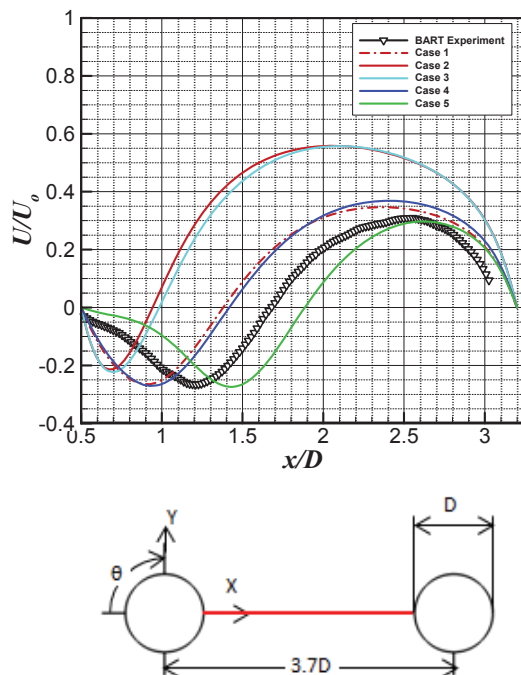 1
0.8
0.6
0.4
0.2
0
-0.2
-0.4
U/Uo
BART Experiment
Case 1
Case 2
Case 3
Case 4
Case 5
0.5 1 1.5 2 2.5 3
x/D
Y
D
θ
X
3.7D